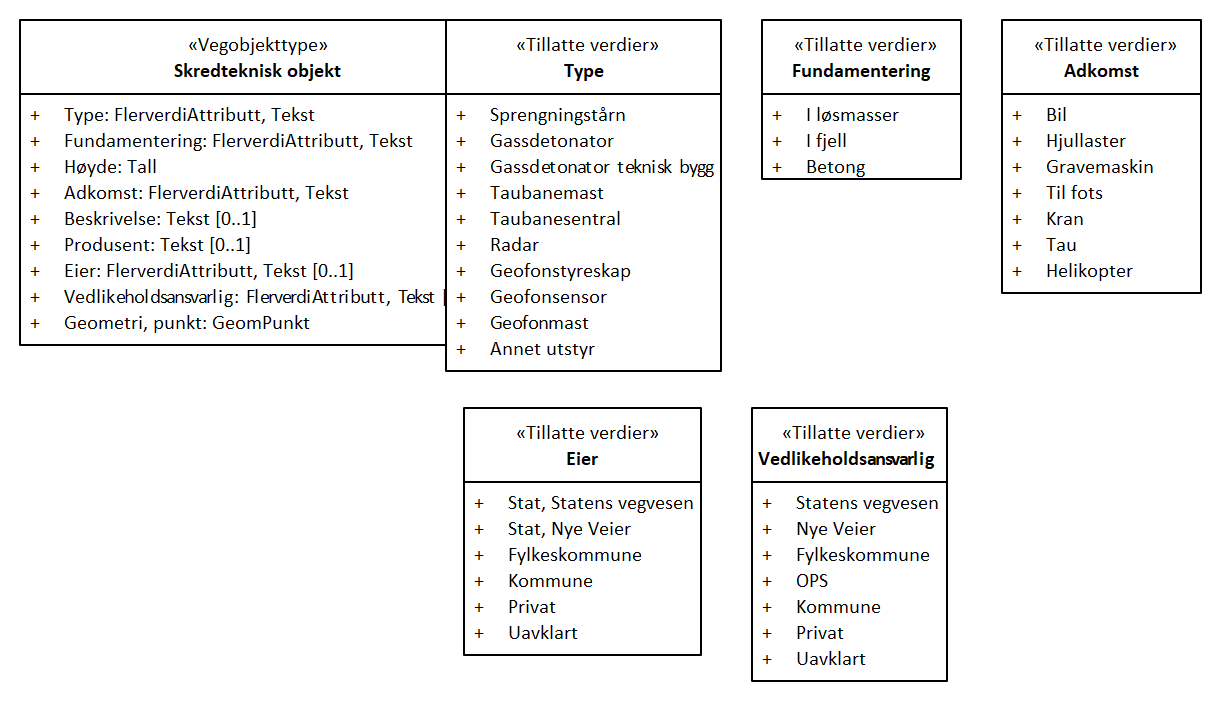 «Vegobjekttype»
Skredteknisk objekt
+ Type: FlerverdiAttributt, Tekst
+ Fundamentering: FlerverdiAttributt, Tekst
+ Høyde: Tall
+ Adkomst: FlerverdiAttributt, Tekst
+ Beskrivelse: Tekst [0..1]
+ Produsent: Tekst [0..1]
+ Eier: FlerverdiAttributt, Tekst [0..1]
+ Vedlikeholdsansvarlig: FlerverdiAttributt, Tekst [
+ Geometri, punkt: GeomPunkt
«Tillatte verdier»
Type
+ Sprengningstårn
+ Gassdetonator
+ Gassdetonator teknisk bygg
+ Taubanemast
+ Taubanesentral
+ Radar
+ Geofonstyreskap
+ Geofonsensor
+ Geofonmast
+ Annet utstyr
«Tillatte verdier»
Fundamentering
+ I løsmasser
+ I fjell
+ Betong
«Tillatte verdier»
Adkomst
+ Bil
+ Hjullaster
+ Gravemaskin
+ Til fots
+ Kran
+ Tau
+ Helikopter
«Tillatte verdier»
Eier
+ Stat, Statens vegvesen
+ Stat, Nye Veier
+ Fylkeskommune
+ Kommune
+ Privat
+ Uavklart
«Tillatte verdier»
Vedlikeholdsansvarlig
+ Statens vegvesen
+ Nye Veier
+ Fylkeskommune
+ OPS
+ Kommune
+ Privat
+ Uavklart